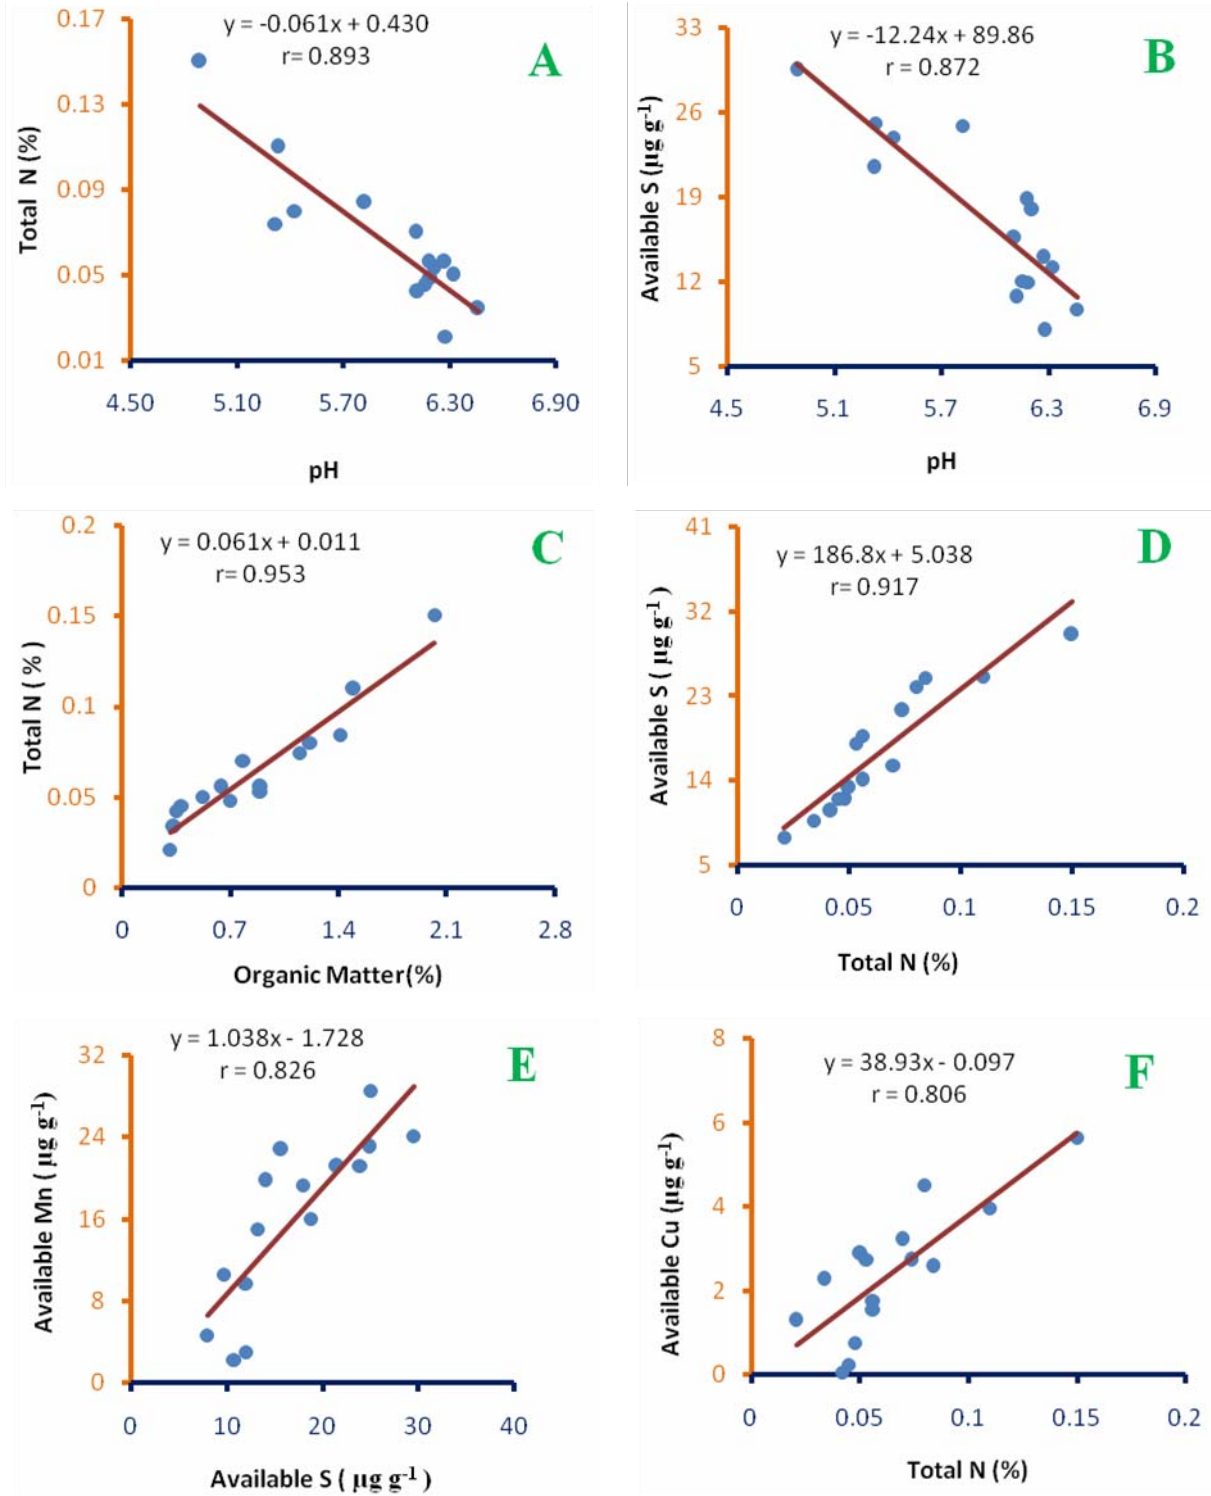 y = -0.061x + 0.430
r= 0.893
A
Total N (%)
0.17
0.13
0.09
0.05
0.01
4.50 5.10 5.70 6.30 6.90
pH
y = -12.24x + 89.86
r = 0.872
B
Available S (µg g-1)
33
26
19
12
5
4.5 5.1 5.7 6.3 6.9
pH
y = 0.061x + 0.011
r= 0.953
C
Total N ( % )
0.2
0.15
0.1
0.05
0
0 0.7 1.4 2.1 2.8
Organic Matter(%)
y = 186.8x + 5.038
r= 0.917
D
Available S ( µg g-1 )
41
32
23
14
5
0 0.05 0.1 0.15 0.2
Total N (%)
y = 1.038x - 1.728
r = 0.826
E
Available Mn ( µg g-1)
32
24
16
8
0
0 10 20 30 40
Available S ( µg g-1 )
y = 38.93x - 0.097
r = 0.806
F
Available Cu (µg g-1)
8
6
4
2
0
0 0.05 0.1 0.15 0.2
Total N (%)